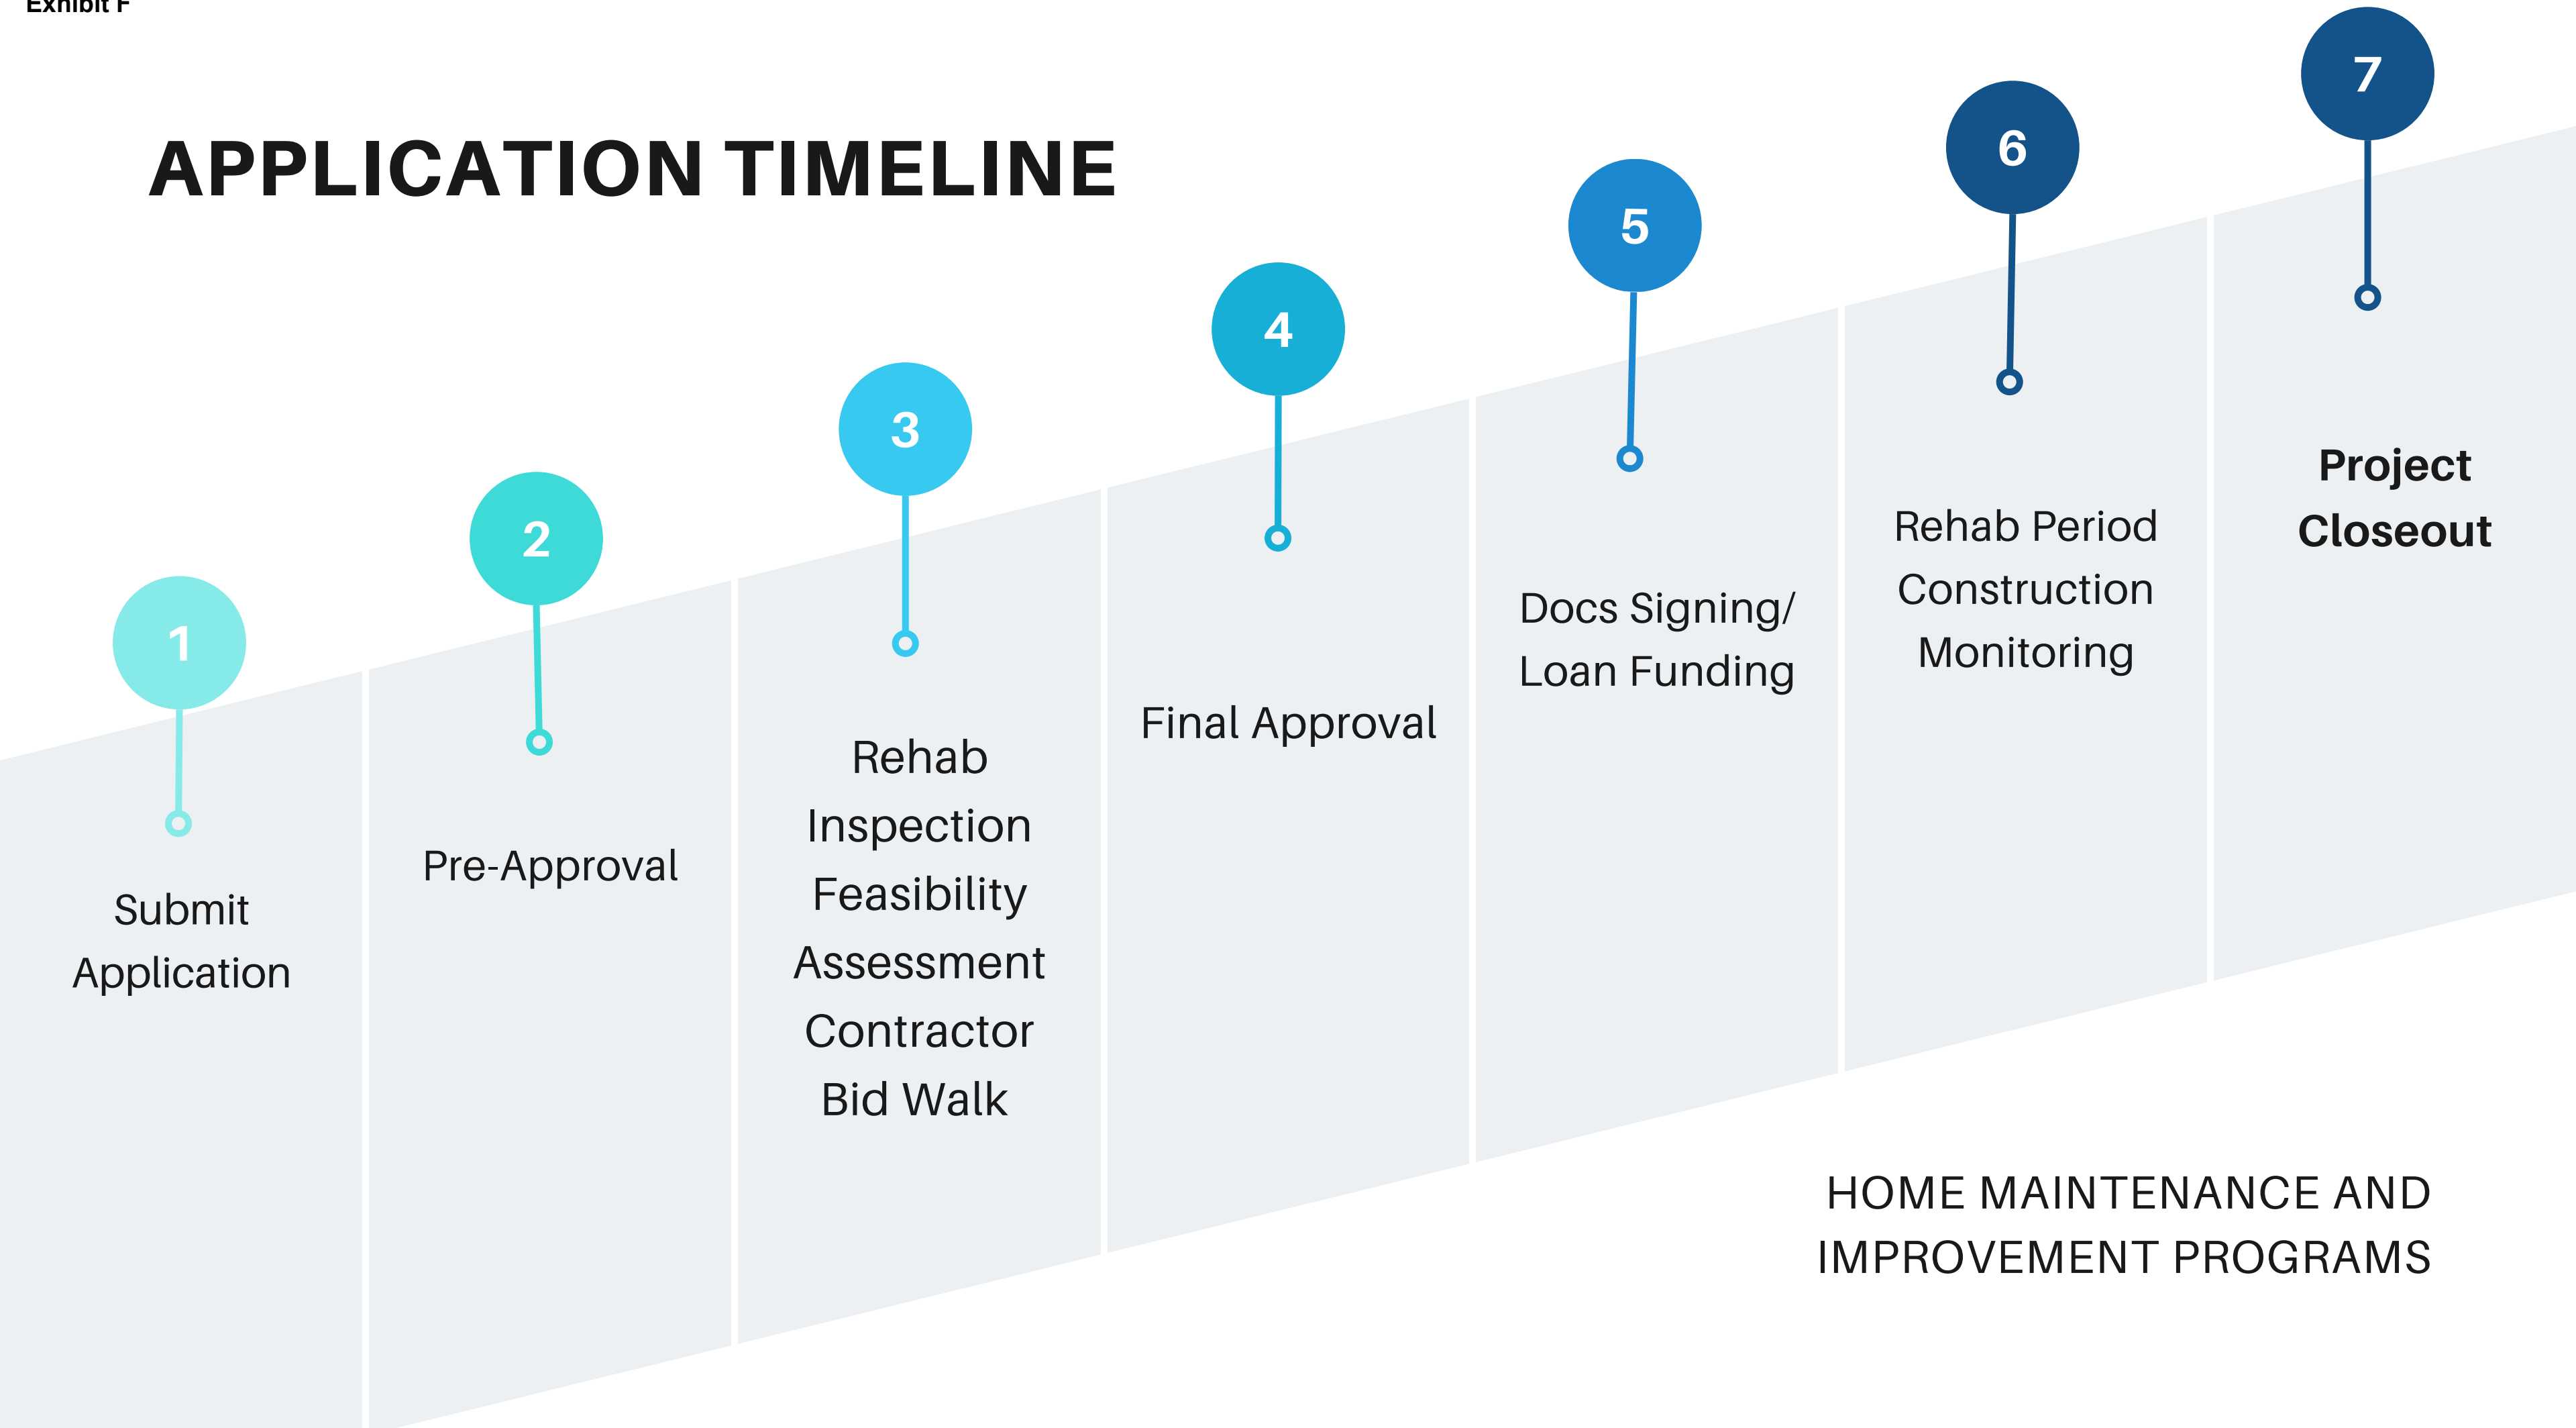 Exhibit F
APPLICATION TIMELINE
1
Submit
Application
2
Pre-Approval
3
Rehab
Inspection
Feasibility
Assessment
Contractor
Bid Walk
4
Final Approval
5
Docs Signing/
Loan Funding
6
Rehab Period
Construction
Monitoring
7
Project
Closeout
HOME MAINTENANCE AND
IMPROVEMENT PROGRAMS